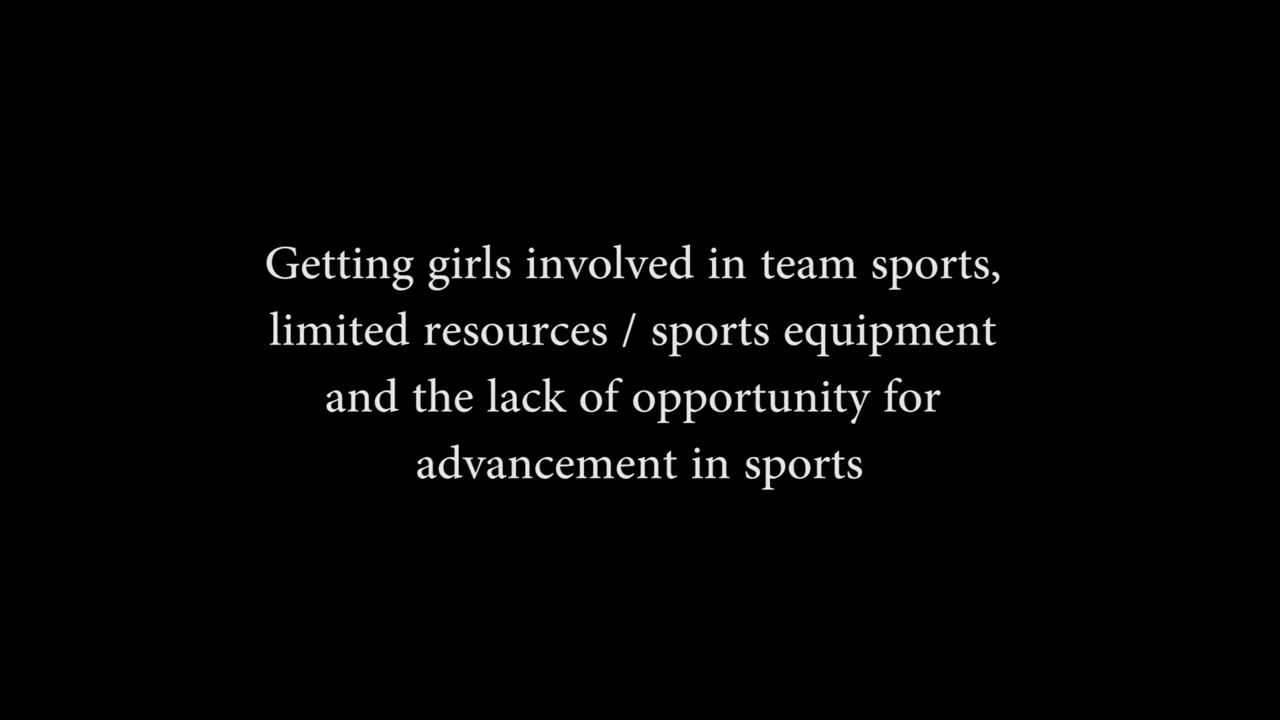 Getting girls involved in team sports,
limited resources / sports equipment
and the lack of opportunity for
advancement in sports